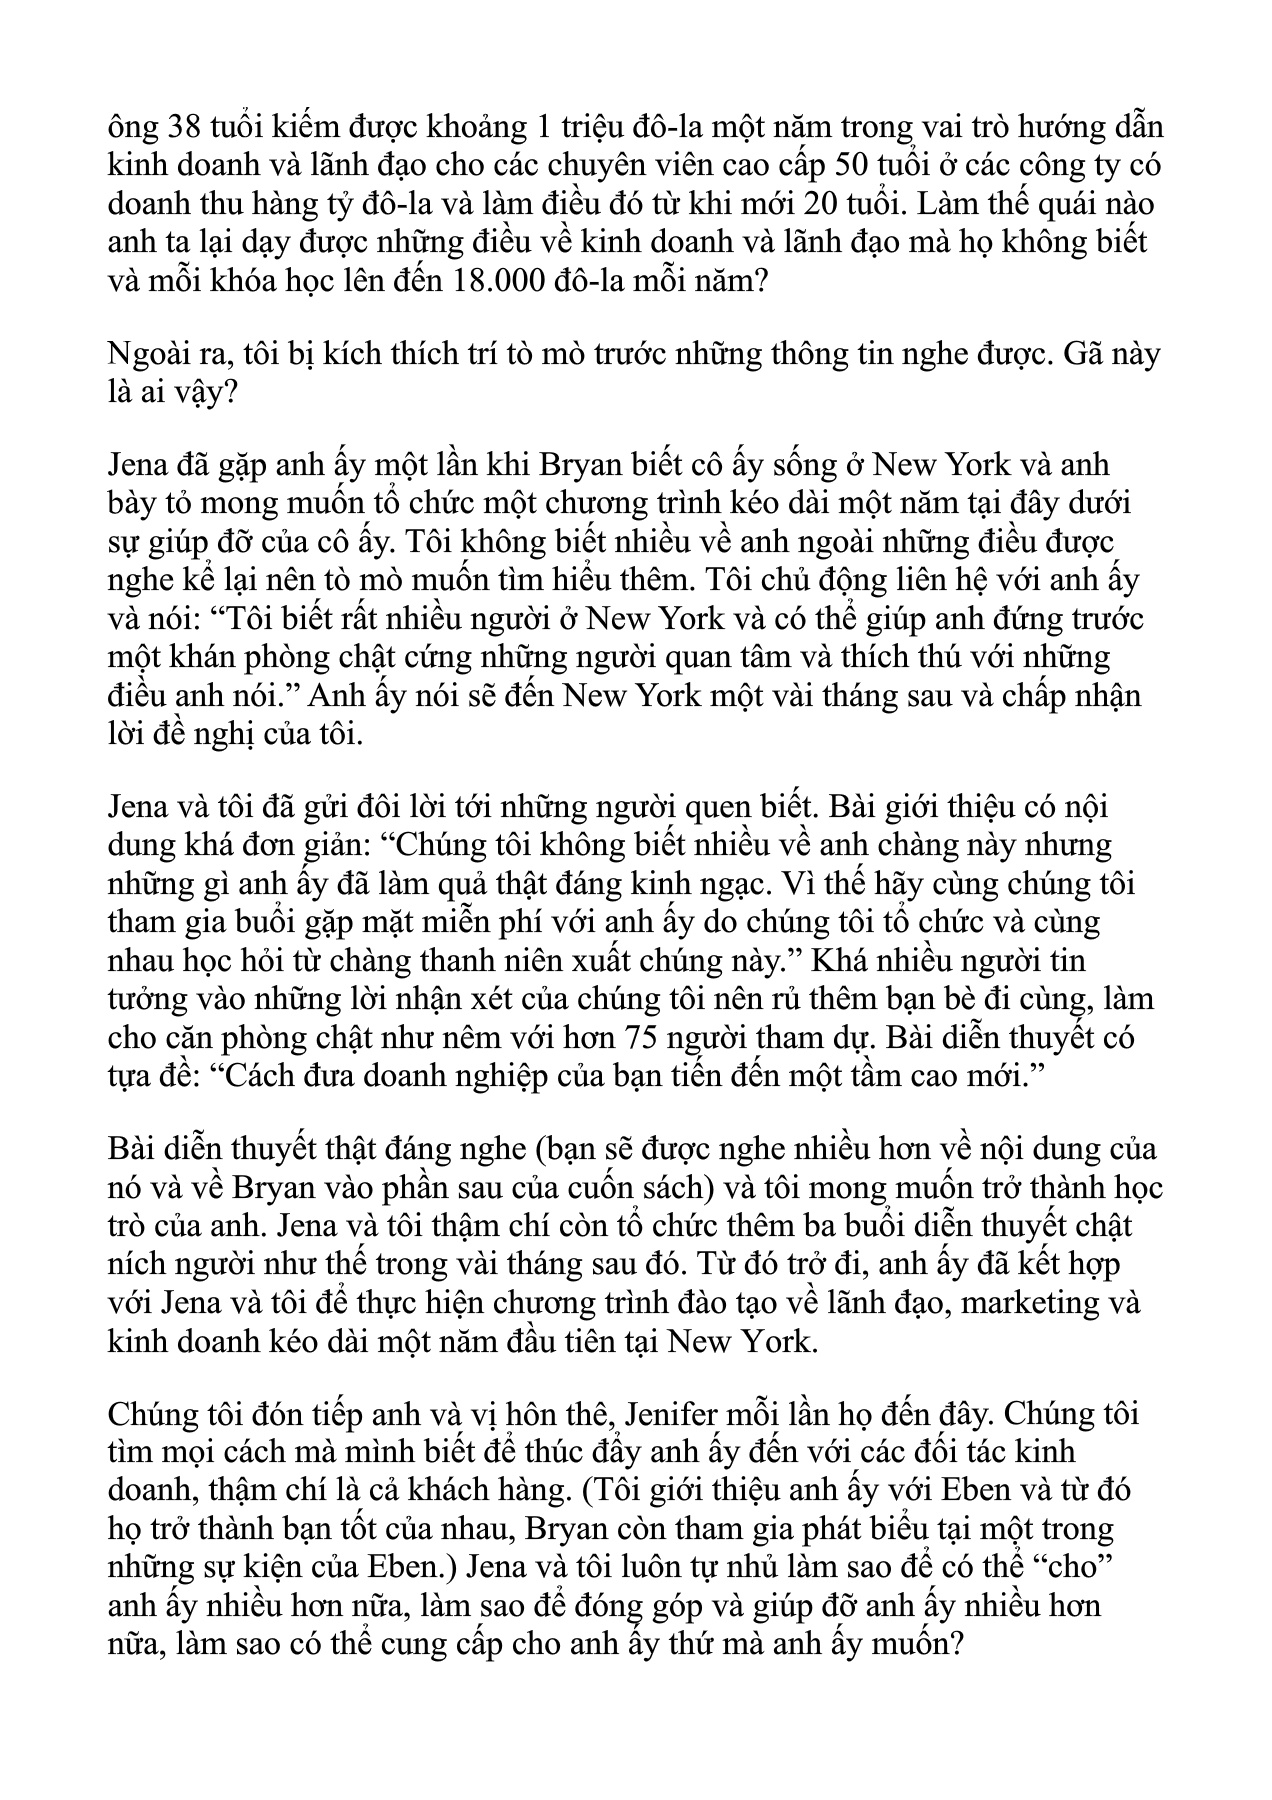 ông 38 tuổi kiếm được khoảng 1 triệu đô-la một năm trong vai trò hướng dẫn
kinh doanh và lãnh đạo cho các chuyên viên cao cấp 50 tuổi ở các công ty có
doanh thu hàng tỷ đô-la và làm điều đó từ khi mới 20 tuổi. Làm thế quái nào
anh ta lại dạy được những điều về kinh doanh và lãnh đạo mà họ không biết
và mỗi khóa học lên đến 18.000 đô-la mỗi năm?
Ngoài ra, tôi bị kích thích trí tò mò trước những thông tin nghe được. Gã này
là ai vậy?
Jena đã gặp anh ấy một lần khi Bryan biết cô ấy sống ở New York và anh
bày tỏ mong muốn tổ chức một chương trình kéo dài một năm tại đây dưới
sự giúp đỡ của cô ấy. Tôi không biết nhiều về anh ngoài những điều được
nghe kể lại nên tò mò muốn tìm hiểu thêm. Tôi chủ động liên hệ với anh ấy
và nói: “Tôi biết rất nhiều người ở New York và có thể giúp anh đứng trước
một khán phòng chật cứng những người quan tâm và thích thú với những
điều anh nói.” Anh ấy nói sẽ đến New York một vài tháng sau và chấp nhận
lời đề nghị của tôi.
Jena và tôi đã gửi đôi lời tới những người quen biết. Bài giới thiệu có nội
dung khá đơn giản: “Chúng tôi không biết nhiều về anh chàng này nhưng
những gì anh ấy đã làm quả thật đáng kinh ngạc. Vì thế hãy cùng chúng tôi
tham gia buổi gặp mặt miễn phí với anh ấy do chúng tôi tổ chức và cùng
nhau học hỏi từ chàng thanh niên xuất chúng này.” Khá nhiều người tin
tưởng vào những lời nhận xét của chúng tôi nên rủ thêm bạn bè đi cùng, làm
cho căn phòng chật như nêm với hơn 75 người tham dự. Bài diễn thuyết có
tựa đề: “Cách đưa doanh nghiệp của bạn tiến đến một tầm cao mới.”
Bài diễn thuyết thật đáng nghe (bạn sẽ được nghe nhiều hơn về nội dung của
nó và về Bryan vào phần sau của cuốn sách) và tôi mong muốn trở thành học
trò của anh. Jena và tôi thậm chí còn tổ chức thêm ba buổi diễn thuyết chật
ních người như thế trong vài tháng sau đó. Từ đó trở đi, anh ấy đã kết hợp
với Jena và tôi để thực hiện chương trình đào tạo về lãnh đạo, marketing và
kinh doanh kéo dài một năm đầu tiên tại New York.
Chúng tôi đón tiếp anh và vị hôn thê, Jenifer mỗi lần họ đến đây. Chúng tôi
tìm mọi cách mà mình biết để thúc đẩy anh ấy đến với các đối tác kinh
doanh, thậm chí là cả khách hàng. (Tôi giới thiệu anh ấy với Eben và từ đó
họ trở thành bạn tốt của nhau, Bryan còn tham gia phát biểu tại một trong
những sự kiện của Eben.) Jena và tôi luôn tự nhủ làm sao để có thể “cho”
anh ấy nhiều hơn nữa, làm sao để đóng góp và giúp đỡ anh ấy nhiều hơn
nữa, làm sao có thể cung cấp cho anh ấy thứ mà anh ấy muốn?